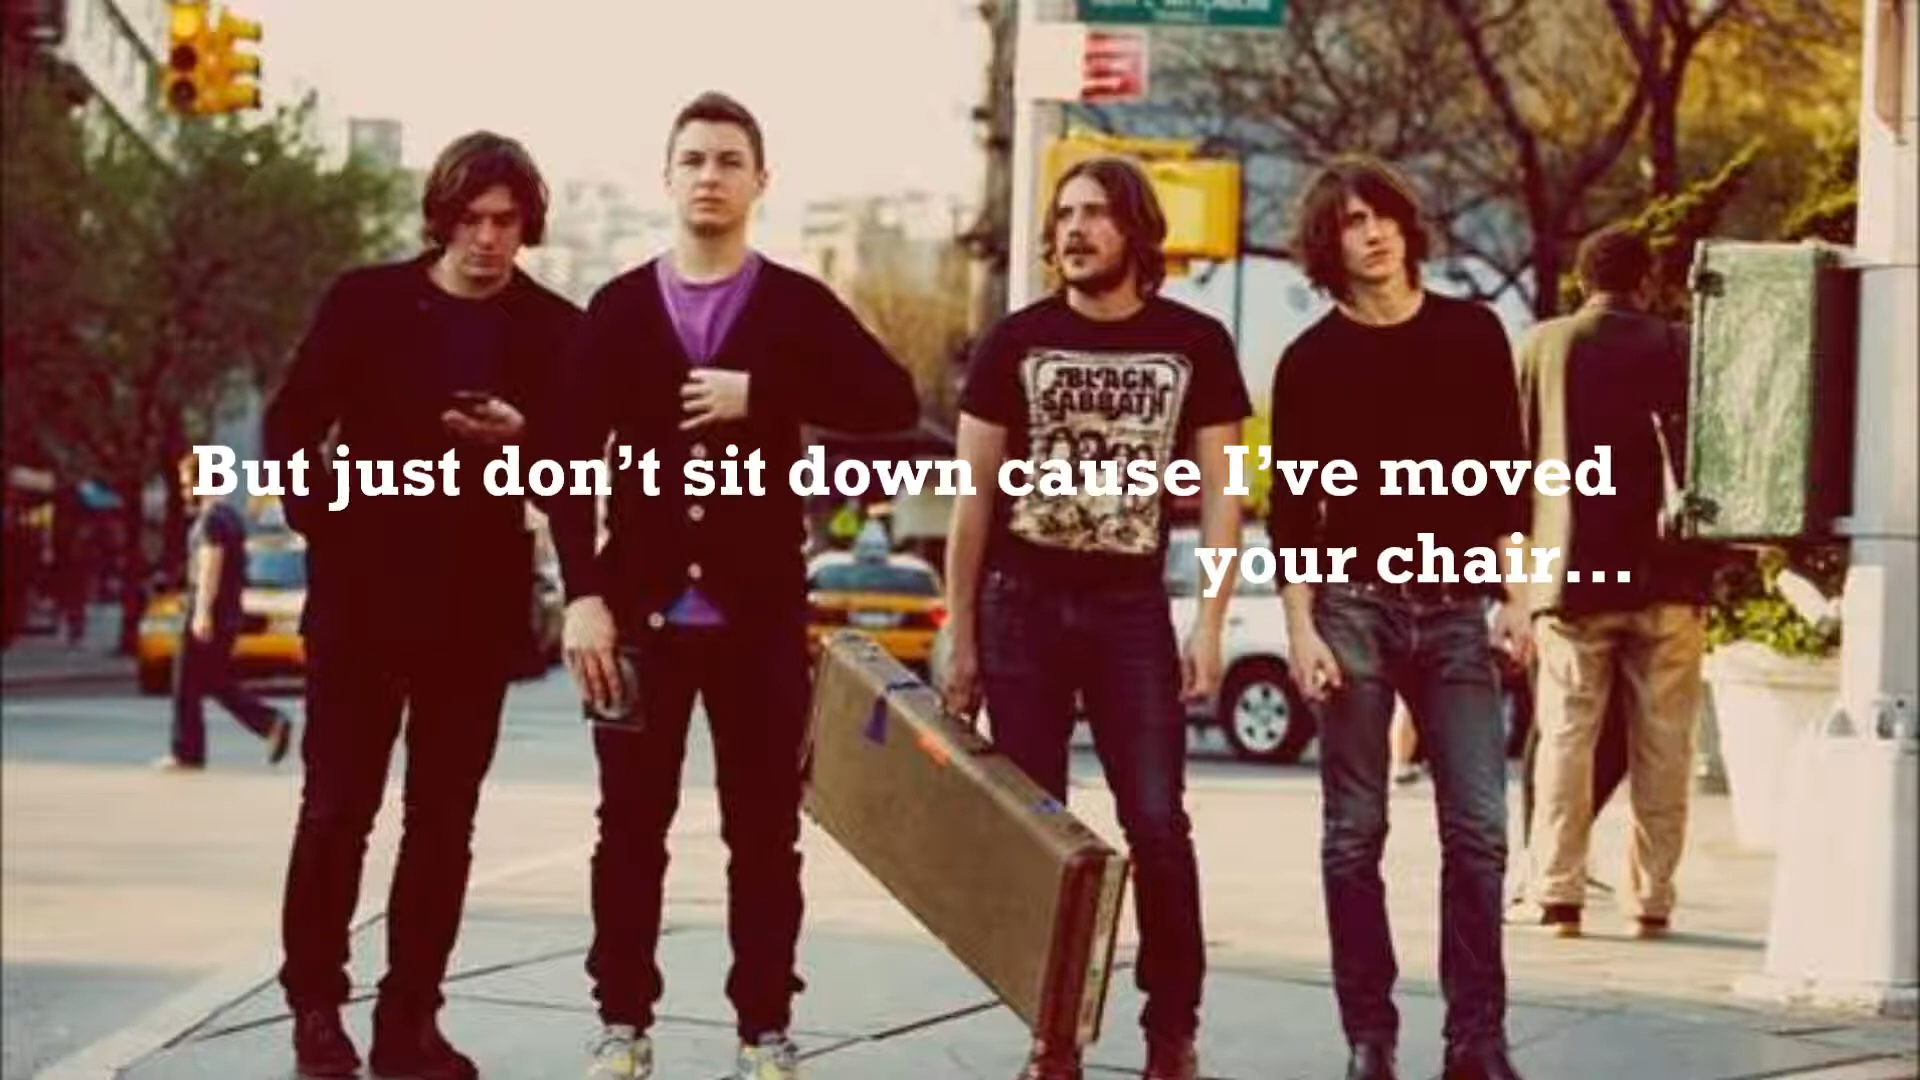 BLACK
SABBATH
But just don’t sit down cause I’ve moved
your chair...